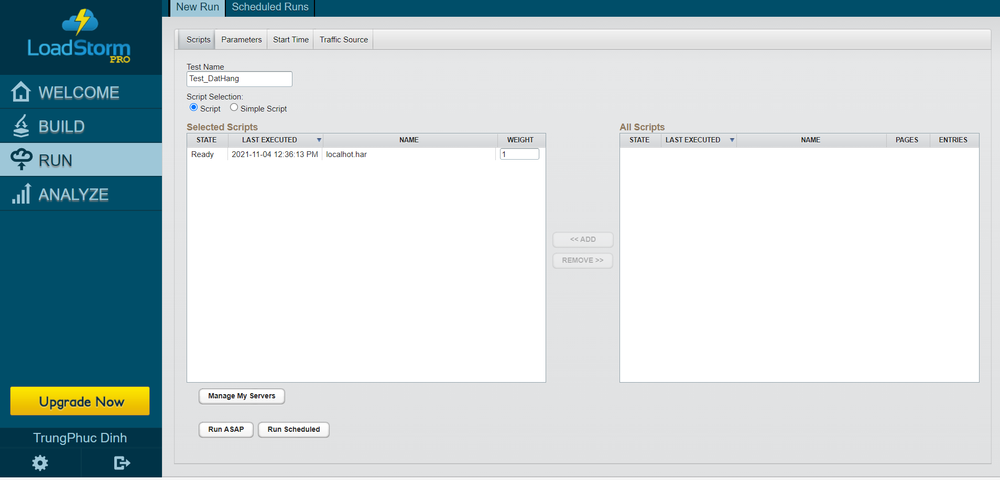 LoadStorm
PRO
WELCOME
BUILD
RUN
ANALYZE
Upgrade Now
TrungPhuc Dinh
New Run Scheduled Runs
Scripts Parameters Start Time Traffic Source
Test Name
Test_DatHang
Script Selection:
Script Simple Script
Selected Scripts
STATE LAST EXECUTED NAME WEIGHT
Ready 2021-11-04 12:36:13 PM localhot.har 1
<< ADD
REMOVE >>
All Scripts
STATE LAST EXECUTED NAME PAGES ENTRIES
Manage My Servers
Run ASAP Run Scheduled